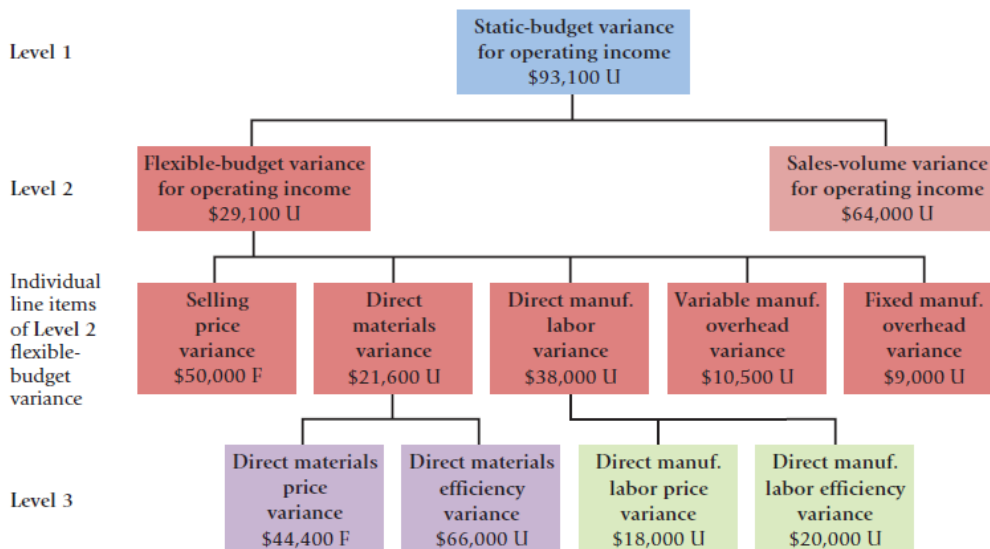 Level 1
Static-budget variance
for operating income
$93,100 U
Level 2
Flexible-budget variance
for operating income
$29,100 U
Sales-volume variance
for operating income
$64,000 U
Individual
line items
of Level 2
flexible-
budget
variance
Selling
price
variance
$50,000 F
Direct
materials
variance
$21,600 U
Direct manuf.
labor
variance
$38,000 U
Variable manuf.
overhead
variance
$10,500 U
Fixed manuf.
overhead
variance
$9,000 U
Level 3
Direct materials
price
variance
$44,400 F
Direct materials
efficiency
variance
$66,000 U
Direct manuf.
labor price
variance
$18,000 U
Direct manuf.
labor efficiency
variance
$20,000 U